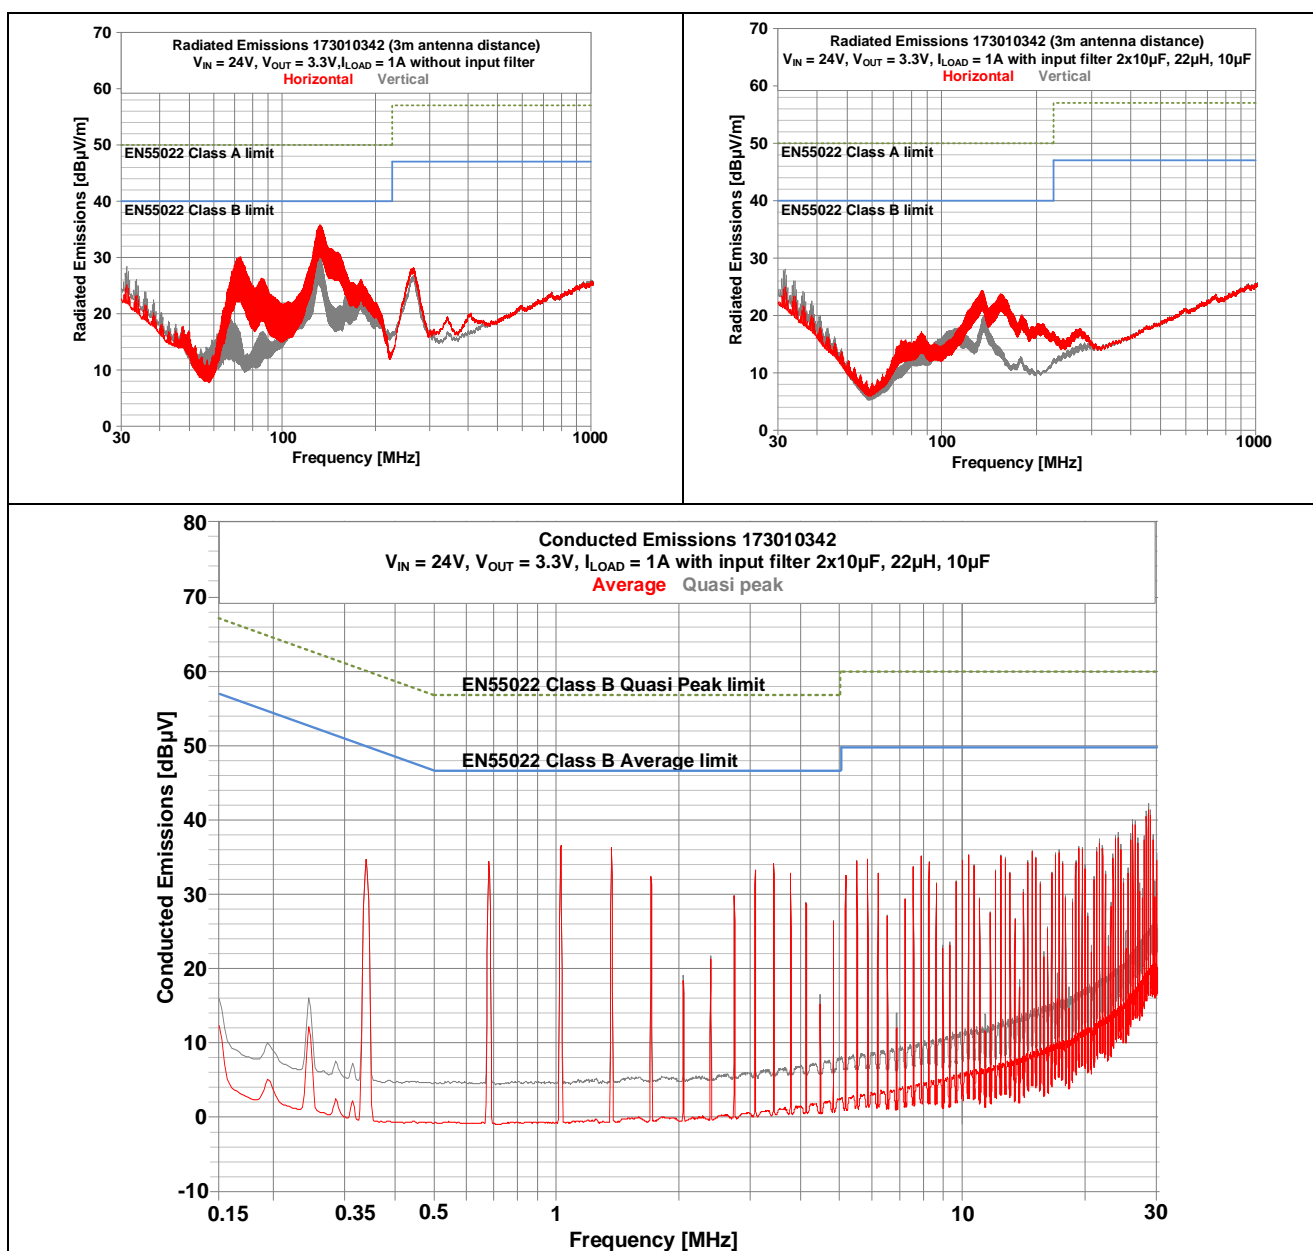 Radiated Emissions 173010342 (3m antenna distance)
VIN = 24V, VOUT = 3.3V,ILOAD = 1A without input filter
Horizontal Vertical
70
60
50
40
30
20
10
0
Radiated Emissions [dBµV/m]
EN55022 Class A limit
EN55022 Class B limit
30 100 1000
Frequency [MHz]
Radiated Emissions 173010342 (3m antenna distance)
VIN = 24V, VOUT = 3.3V, ILOAD = 1A with input filter 2x10µF, 22µH, 10µF
Horizontal Vertical
70
60
50
40
30
20
10
0
Radiated Emissions [dBµV/m]
EN55022 Class A limit
EN55022 Class B limit
30 100 1000
Frequency [MHz]
Conducted Emissions 173010342
VIN = 24V, VOUT = 3.3V, ILOAD = 1A with input filter 2x10µF, 22µH, 10µF
Average Quasi peak
80
70
60
50
40
30
20
10
0
-10
Conducted Emissions [dBµV]
EN55022 Class B Quasi Peak limit
EN55022 Class B Average limit
0.15 0.35 0.5 1 10 30
Frequency [MHz]